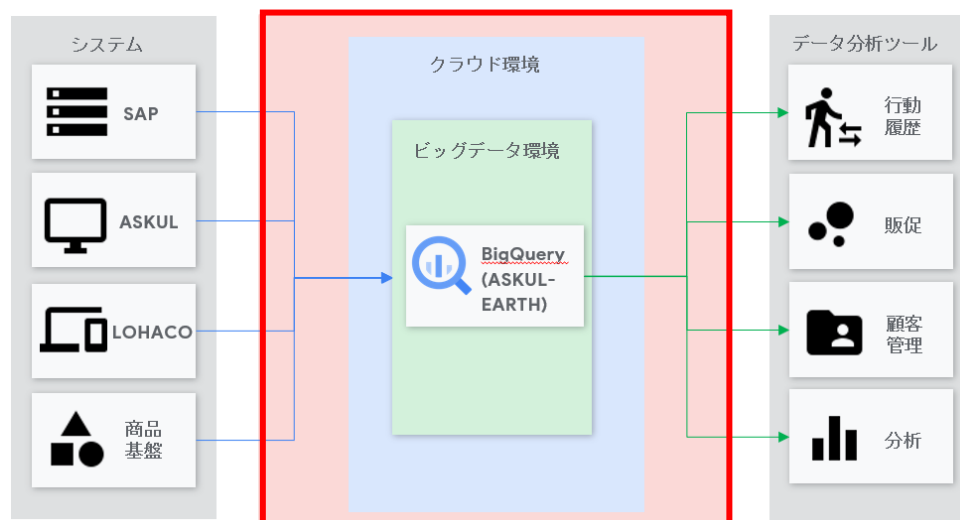 システム
SAP
ASKUL
LOHACO
商品
基盤
クラウド環境
ビッグデータ環境
BigQuery
(ASKUL-
EARTH)
データ分析ツール
行動
履歴
販促
顧客
管理
分析